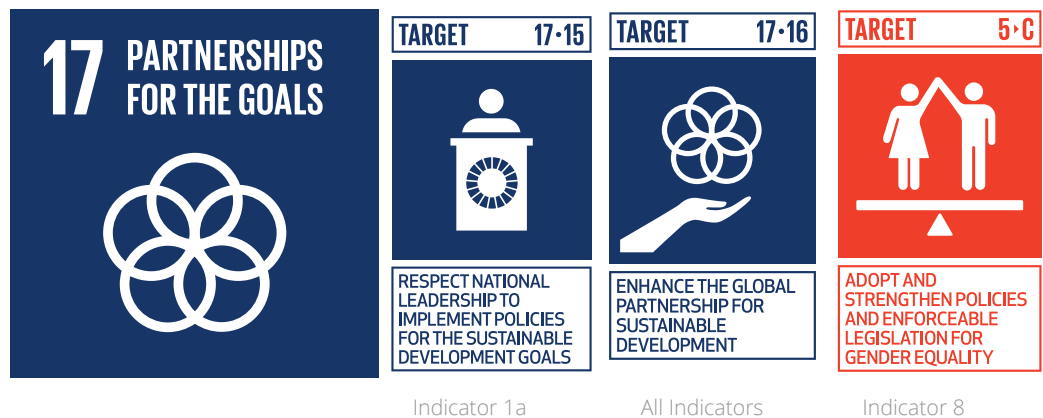 17 PARTNERSHIPS
FOR THE GOALS
TARGET 17·15
RESPECT NATIONAL
LEADERSHIP TO
IMPLEMENT POLICIES
FOR THE SUSTAINABLE
DEVELOPMENT GOALS
Indicator 1a
TARGET 17·16
ENHANCE THE GLOBAL
PARTNERSHIP FOR
SUSTAINABLE
DEVELOPMENT
All Indicators
TARGET 5‣C
ADOPT AND
STRENGTHEN POLICIES
AND ENFORCEABLE
LEGISLATION FOR
GENDER EQUALITY
Indicator 8